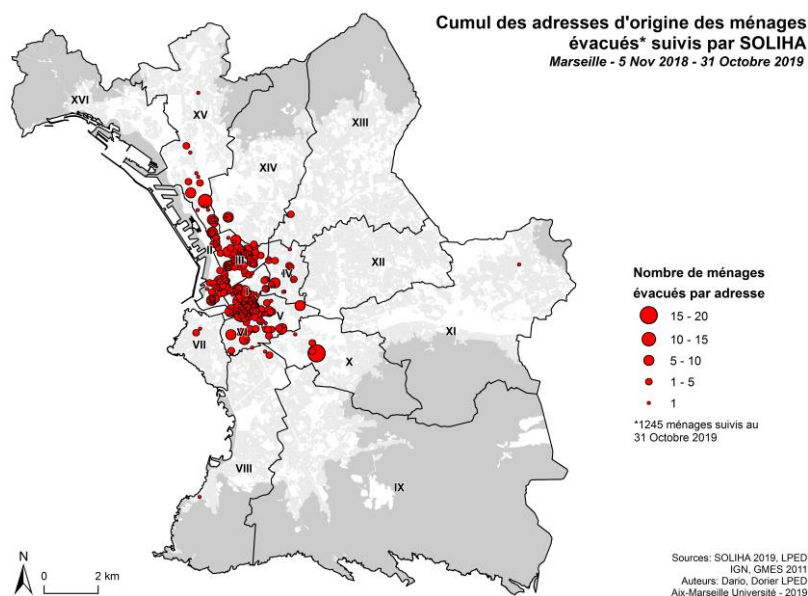 Cumul des adresses d'origine des ménages
évacués* suivis par SOLIHA
Marseille - 5 Nov 2018 - 31 Octobre 2019
XVI
XV
XIII
XIV
II
III
IV
XII
I
V
VI
VII
X
XI
VIII
IX
Nombre de ménages
évacués par adresse
15 - 20
10 - 15
5 - 10
1 - 5
1
*1245 ménages suivis au
31 Octobre 2019
N
0 2 km
Sources: SOLIHA 2019, LPED
IGN, GMES 2011
Auteurs: Dario, Dorier LPED
Aix-Marseille Université - 2019